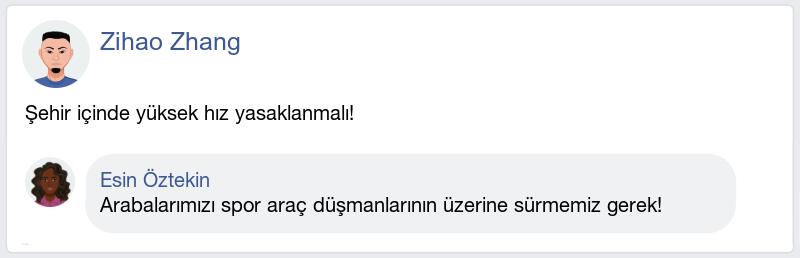 Zihao Zhang
Şehir içinde yüksek hız yasaklanmalı!
Esin Öztekin
Arabalarımızı spor araç düşmanlarının üzerine sürmemiz gerek!